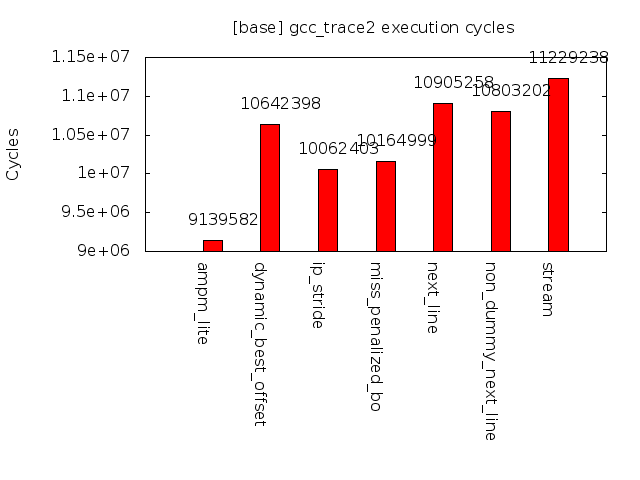 [base] gcc_trace2 execution cycles
Cycles
1.15e+07
1.1e+07
1.05e+07
1e+07
9.5e+06
9e+06
9139582
10642398
10062403
10164999
10905258
10803202
11229238
ampm_lite
dynamic_best_offset
ip_stride
miss_penalized_bo
next_line
non_dummy_next_line
stream